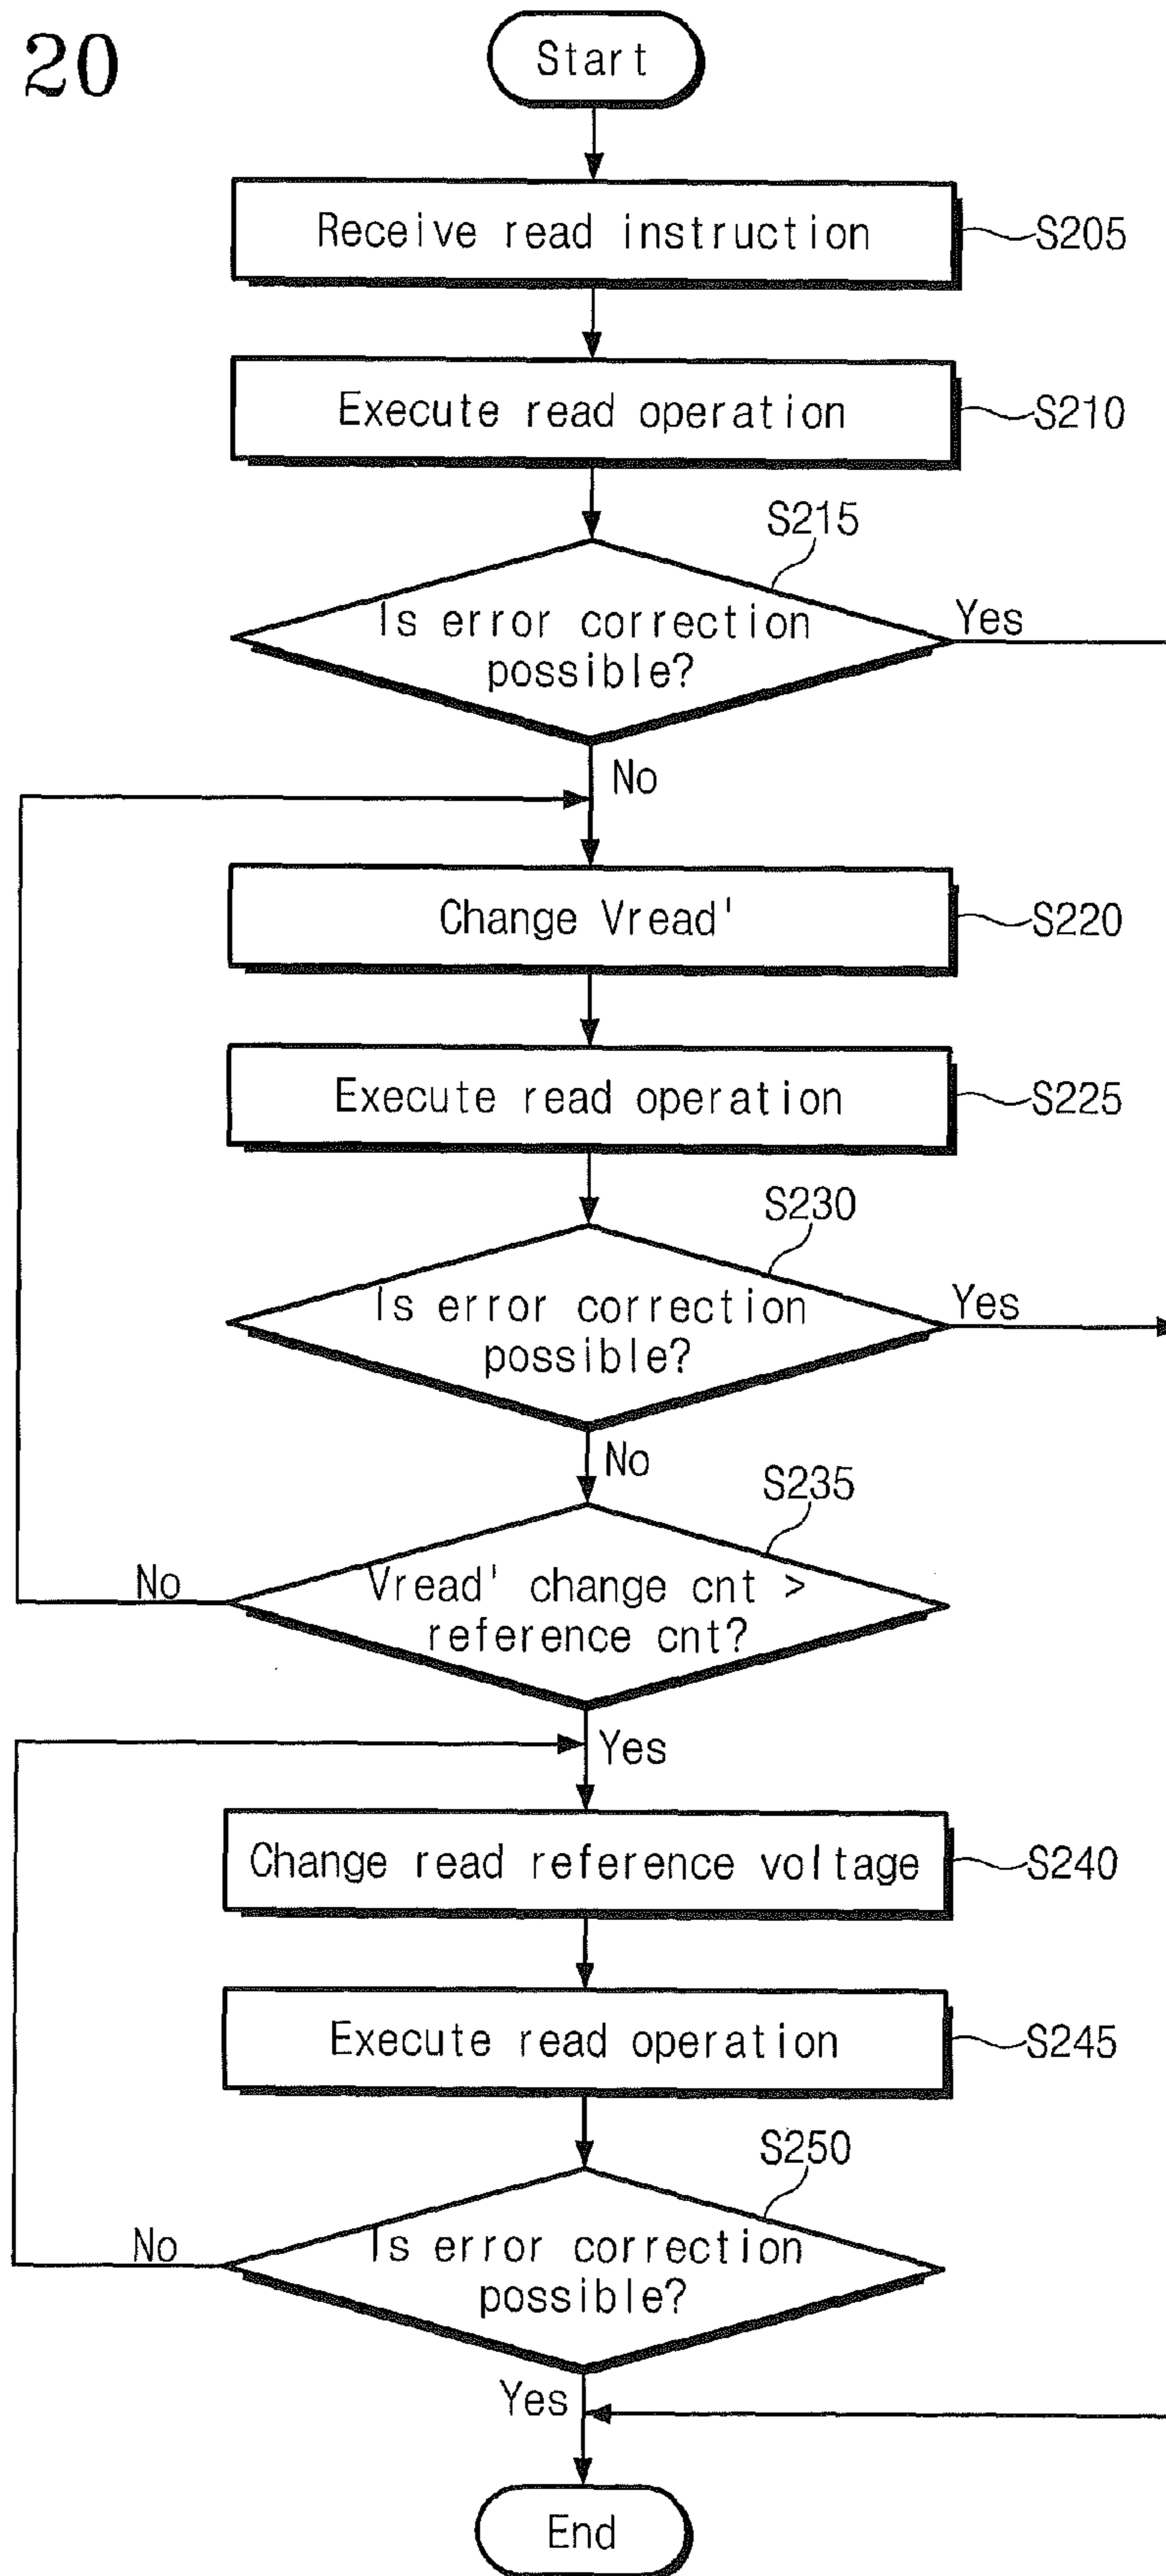 20
Start
Receive read instruction
S205
Execute read operation
S210
S215
Is error correction
possible?
Yes
No
Change Vread'
S220
Execute read operation
S225
S230
Is error correction
possible?
Yes
No
S235
Vread' change cnt >
reference cnt?
No
Yes
Change read reference voltage
S240
Execute read operation
S245
S250
Is error correction
possible?
No
Yes
End